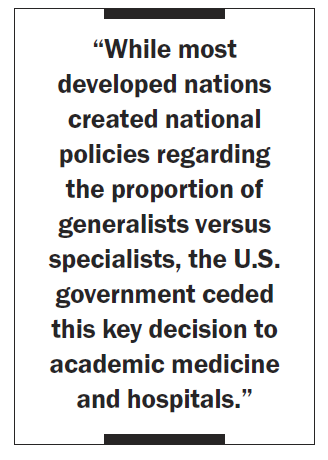 “While most
developed nations
created national
policies regarding
the proportion of
generalists versus
specialists, the U.S.
government ceded
this key decision to
academic medicine
and hospitals.”